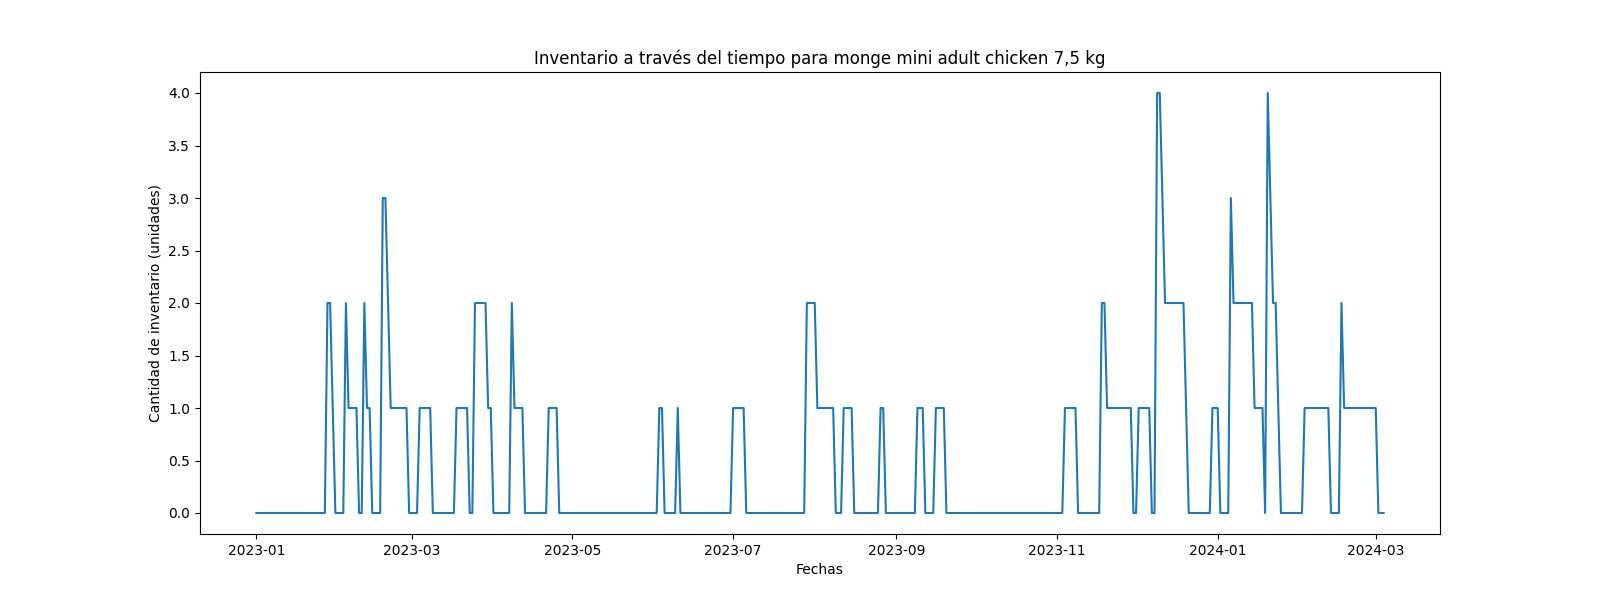 Inventario a través del tiempo para monge mini adult chicken 7,5 kg
Cantidad de inventario (unidades)
4.0
3.5
3.0
2.5
2.0
1.5
1.0
0.5
0.0
2023-01 2023-03 2023-05 2023-07 2023-09 2023-11 2024-01 2024-03
Fechas